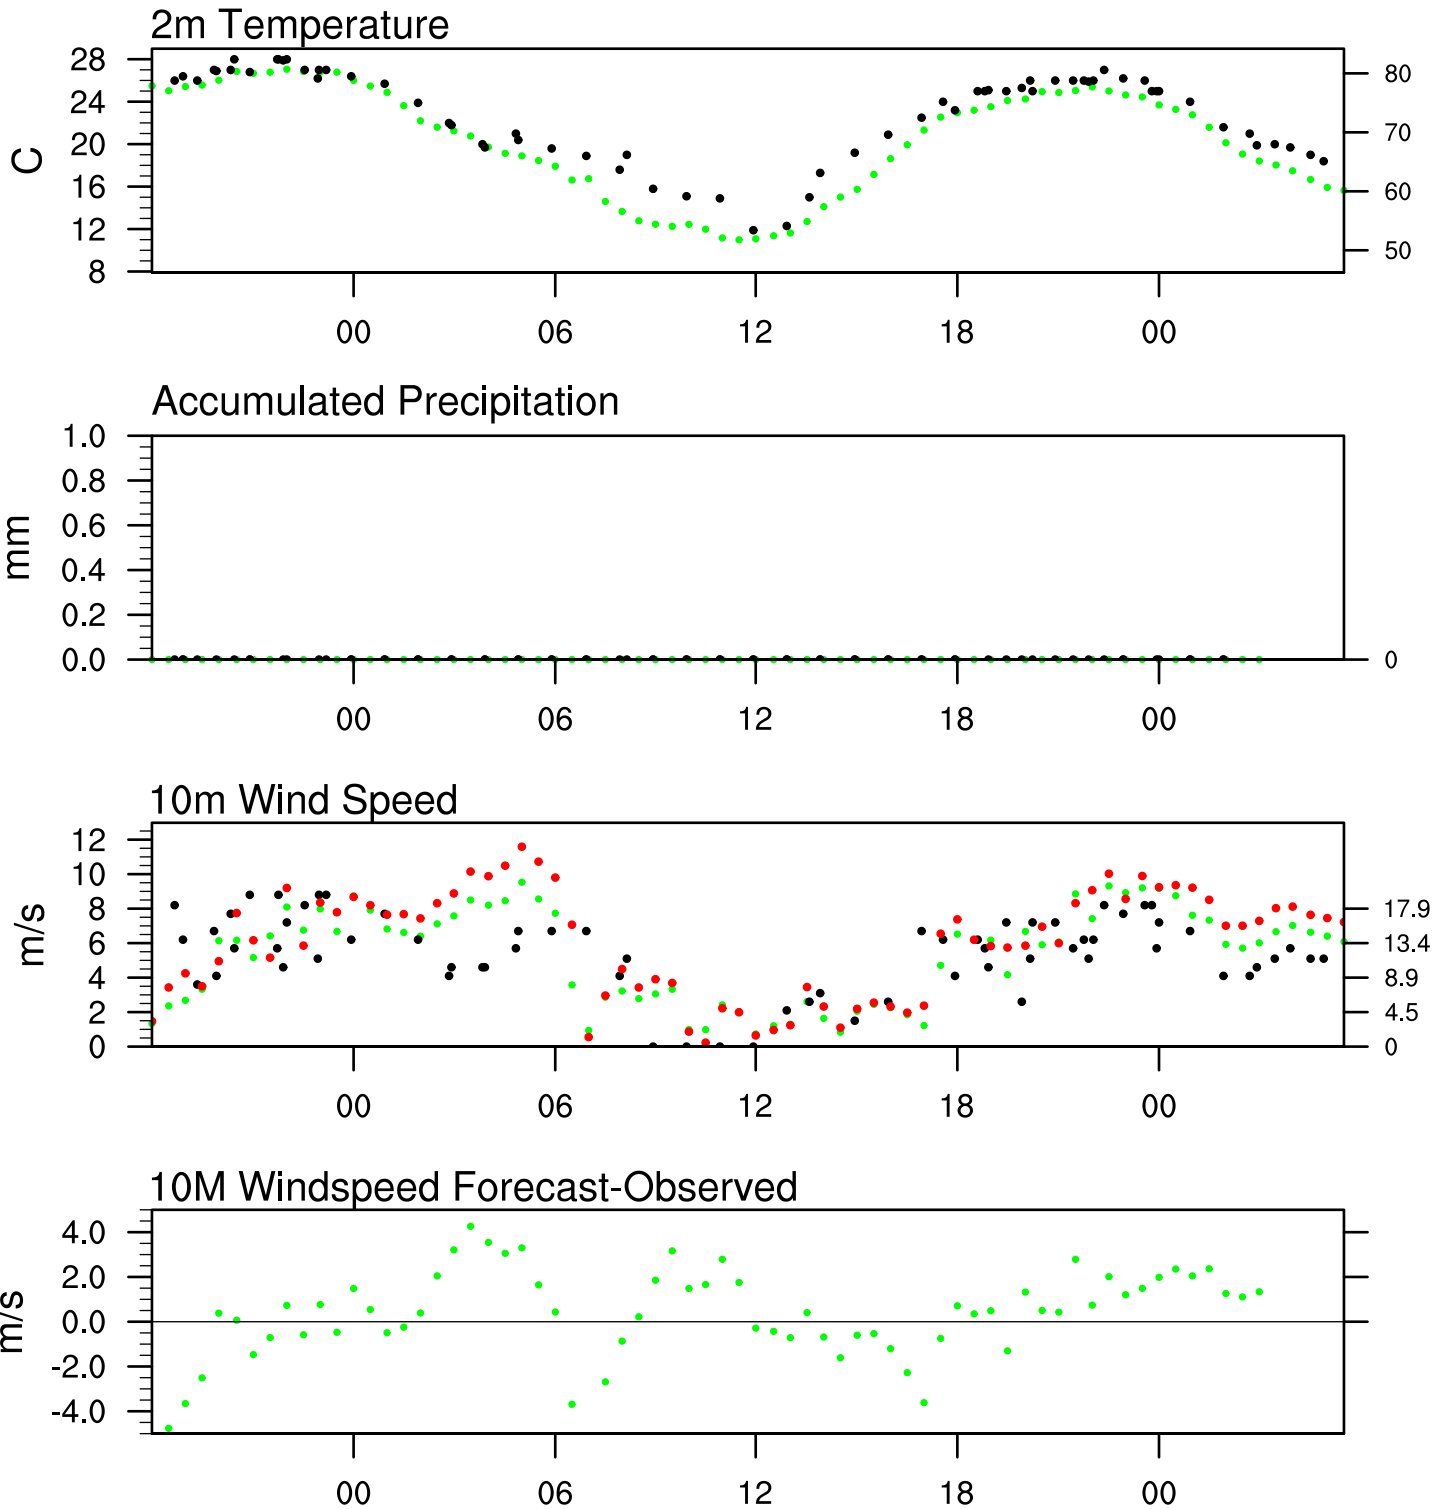 2m Temperature
28
24
20
16
12
8
C
80
70
60
50
00 06 12 18 00
Accumulated Precipitation
1.0
0.8
0.6
0.4
0.2
0.0
mm
0
00 06 12 18 00
10m Wind Speed
12
10
8
6
4
2
0
m/s
17.9
13.4
8.9
4.5
0
00 06 12 18 00
10M Windspeed Forecast-Observed
4.0
2.0
0.0
-2.0
-4.0
m/s
00 06 12 18 00